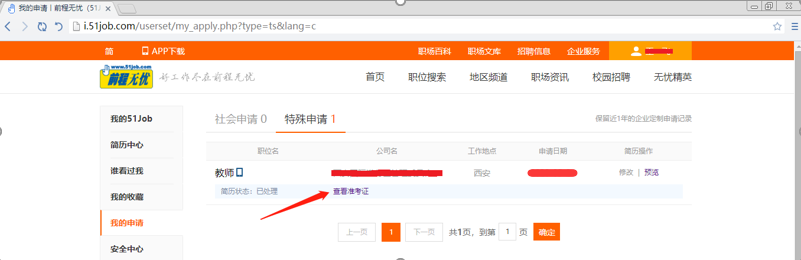 我的申请 | 前程无忧（51J
i.51job.com/userset/my_apply.php?type=ts&lang=c
简 APP下载 职场百科 职场文库 招聘信息 企业服务
www.51job.com
前程无忧 好工作尽在前程无忧 首页 职位搜索 地区频道 职场资讯 校园招聘 无忧精英
我的51Job
简历中心
谁看过我
我的收藏
我的申请
安全中心
社会申请 0 特殊申请 1 保留近1年的企业定制申请记录
职位名 公司名 工作地点 申请日期 简历操作
教师 西安 修改 | 预览
简历状态：已处理 查看准考证
上一页 1 下一页 共1页，到第 1 页 确定